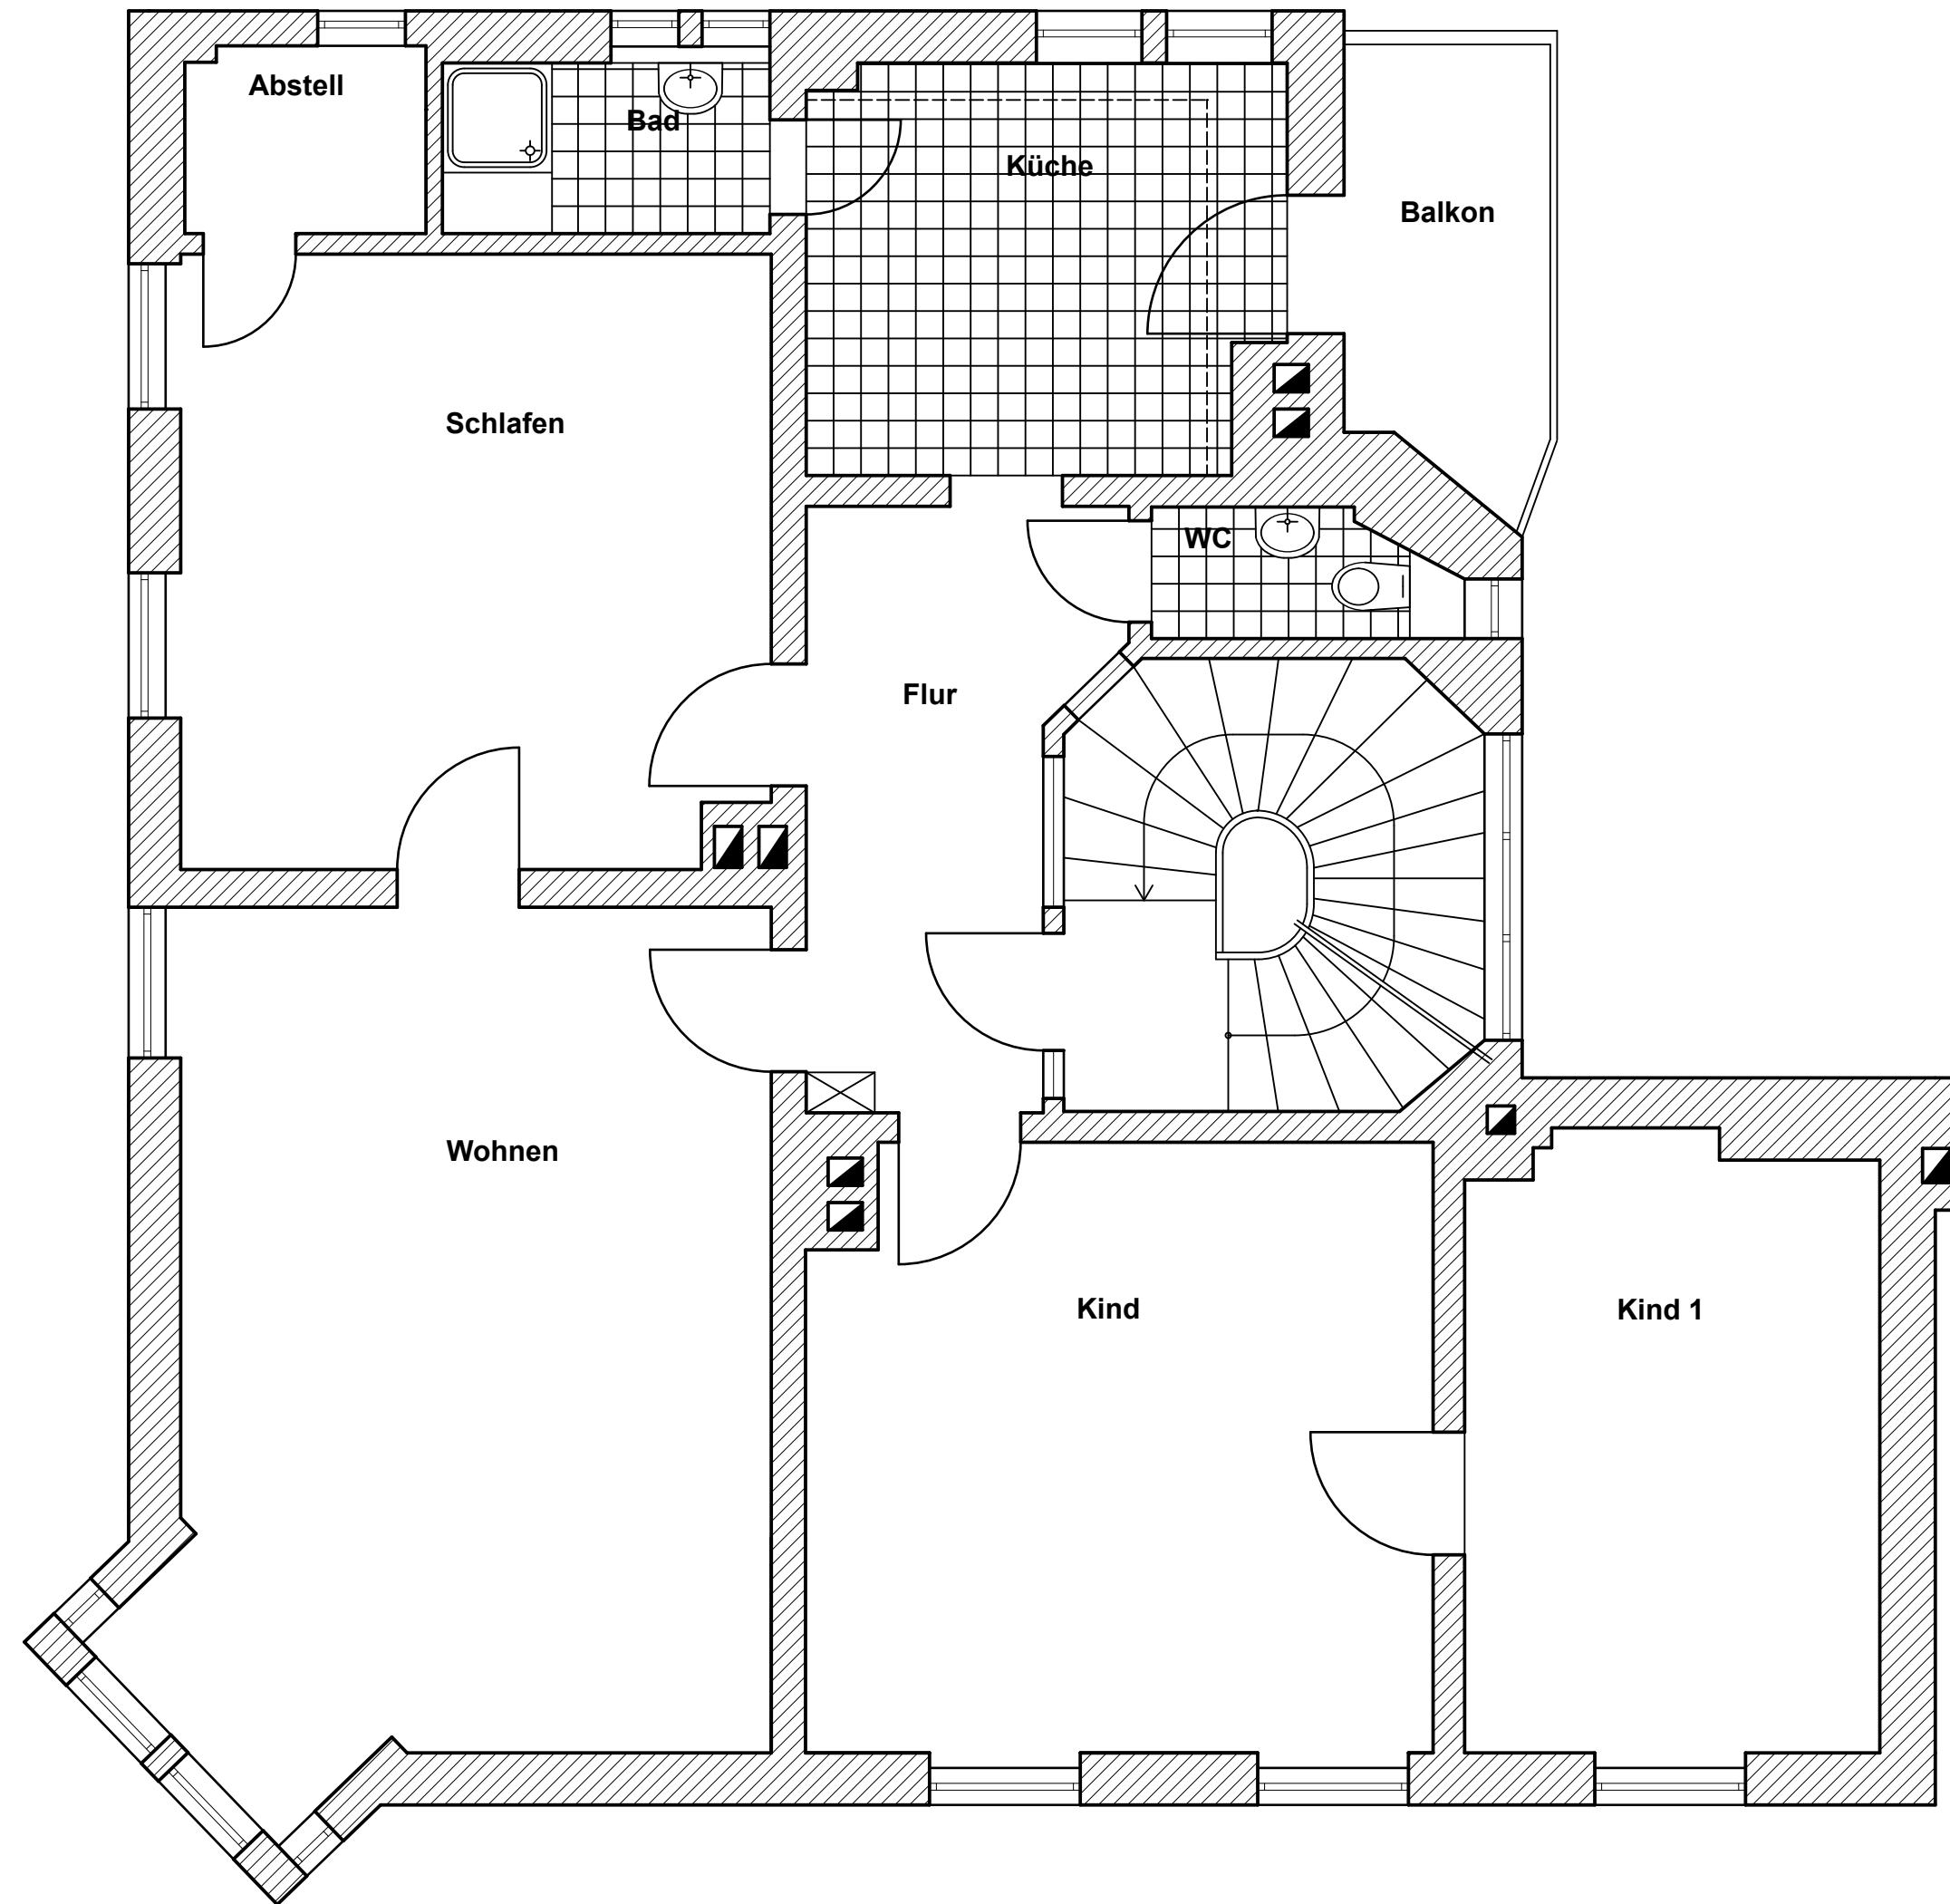 Abstell
Bad
Küche
Balkon
Schlafen
WC
Flur
Wohnen
Kind
Kind 1